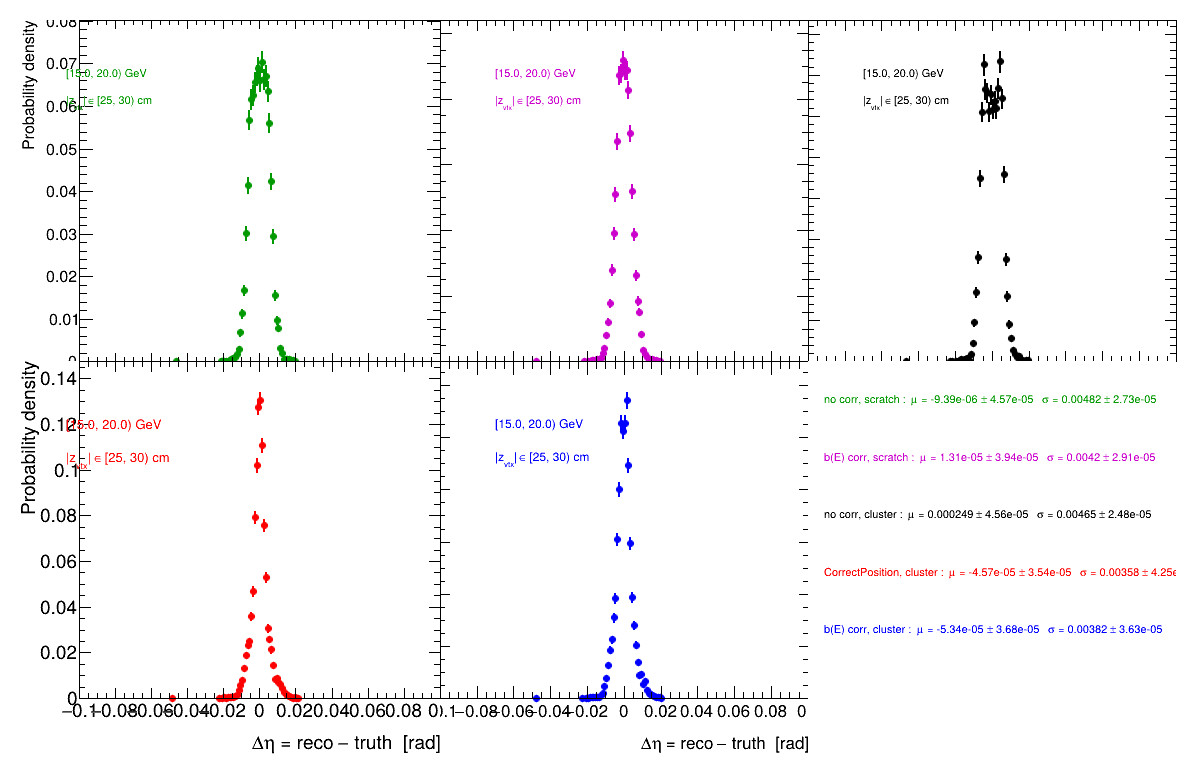 Probability density
0.08
0.07
0.06
0.05
0.04
0.03
0.02
0.01
0
[15.0, 20.0) GeV
|z_vtx| ∈ [25, 30) cm
[15.0, 20.0) GeV
|z_vtx| ∈ [25, 30) cm
[15.0, 20.0) GeV
|z_vtx| ∈ [25, 30) cm
Probability density
0.14
0.12
0.1
0.08
0.06
0.04
0.02
0
[15.0, 20.0) GeV
|z_vtx| ∈ [25, 30) cm
−0.1 −0.08 −0.06 −0.04 −0.02 0 0.02 0.04 0.06 0.08 0.1
Δη = reco − truth [rad]
[15.0, 20.0) GeV
|z_vtx| ∈ [25, 30) cm
−0.08 −0.06 −0.04 −0.02 0 0.02 0.04 0.06 0.08 0
Δη = reco − truth [rad]
no corr, scratch : μ = -9.39e-06 ± 4.57e-05 σ = 0.00482 ± 2.73e-05
b(E) corr, scratch : μ = 1.31e-05 ± 3.94e-05 σ = 0.0042 ± 2.91e-05
no corr, cluster : μ = 0.000249 ± 4.56e-05 σ = 0.00465 ± 2.48e-05
CorrectPosition, cluster : μ = -4.57e-05 ± 3.54e-05 σ = 0.00358 ± 4.25e
b(E) corr, cluster : μ = -5.34e-05 ± 3.68e-05 σ = 0.00382 ± 3.63e-05